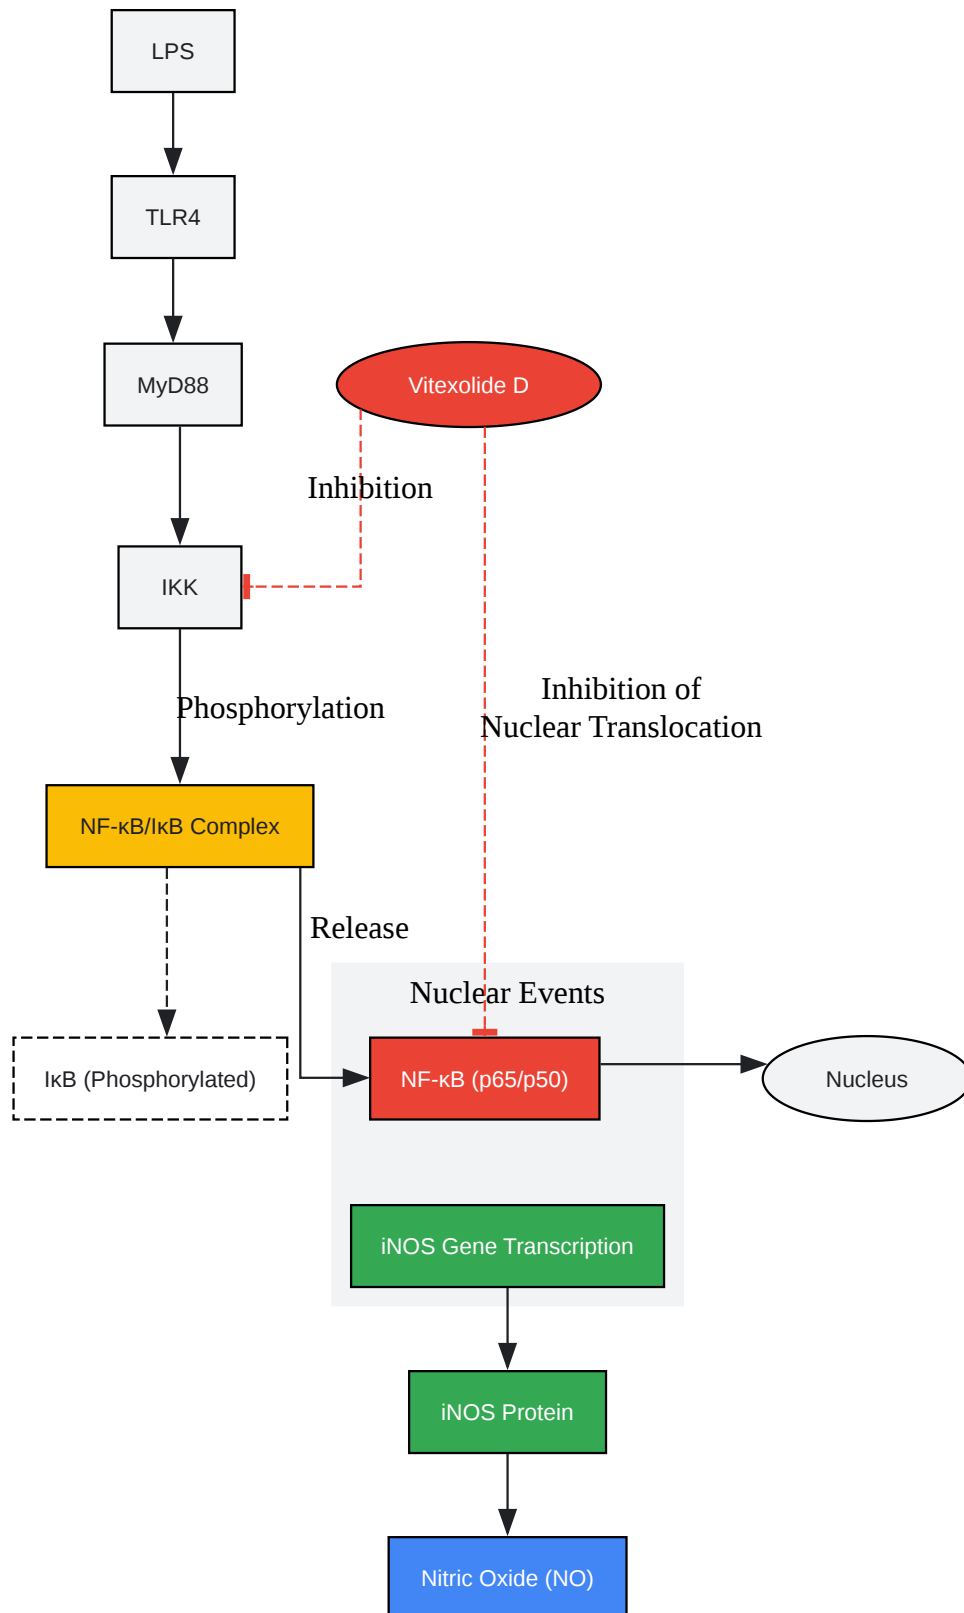 LPS
TLR4
MyD88
Vitexolide D
Inhibition
IKK
Phosphorylation
Inhibition of
Nuclear Translocation
NF-κB/IκB Complex
Release
Nuclear Events
IκB (Phosphorylated)
NF-κB (p65/p50)
Nucleus
iNOS Gene Transcription
iNOS Protein
Nitric Oxide (NO)